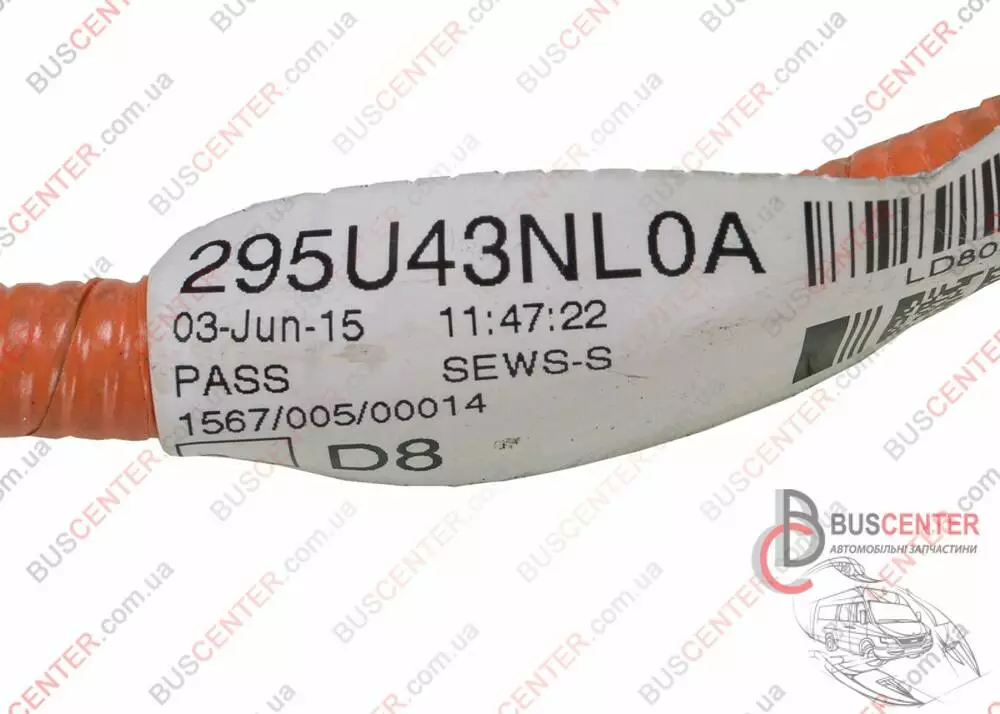 295U43NL0A
03-Jun-15 11:47:22
PASS SEWS-S
1567/005/00014
D8
LD80
BUSCENTER
АВТОМОБІЛЬНІ ЗАПЧАСТИНИ
BUSCENTER.com.ua